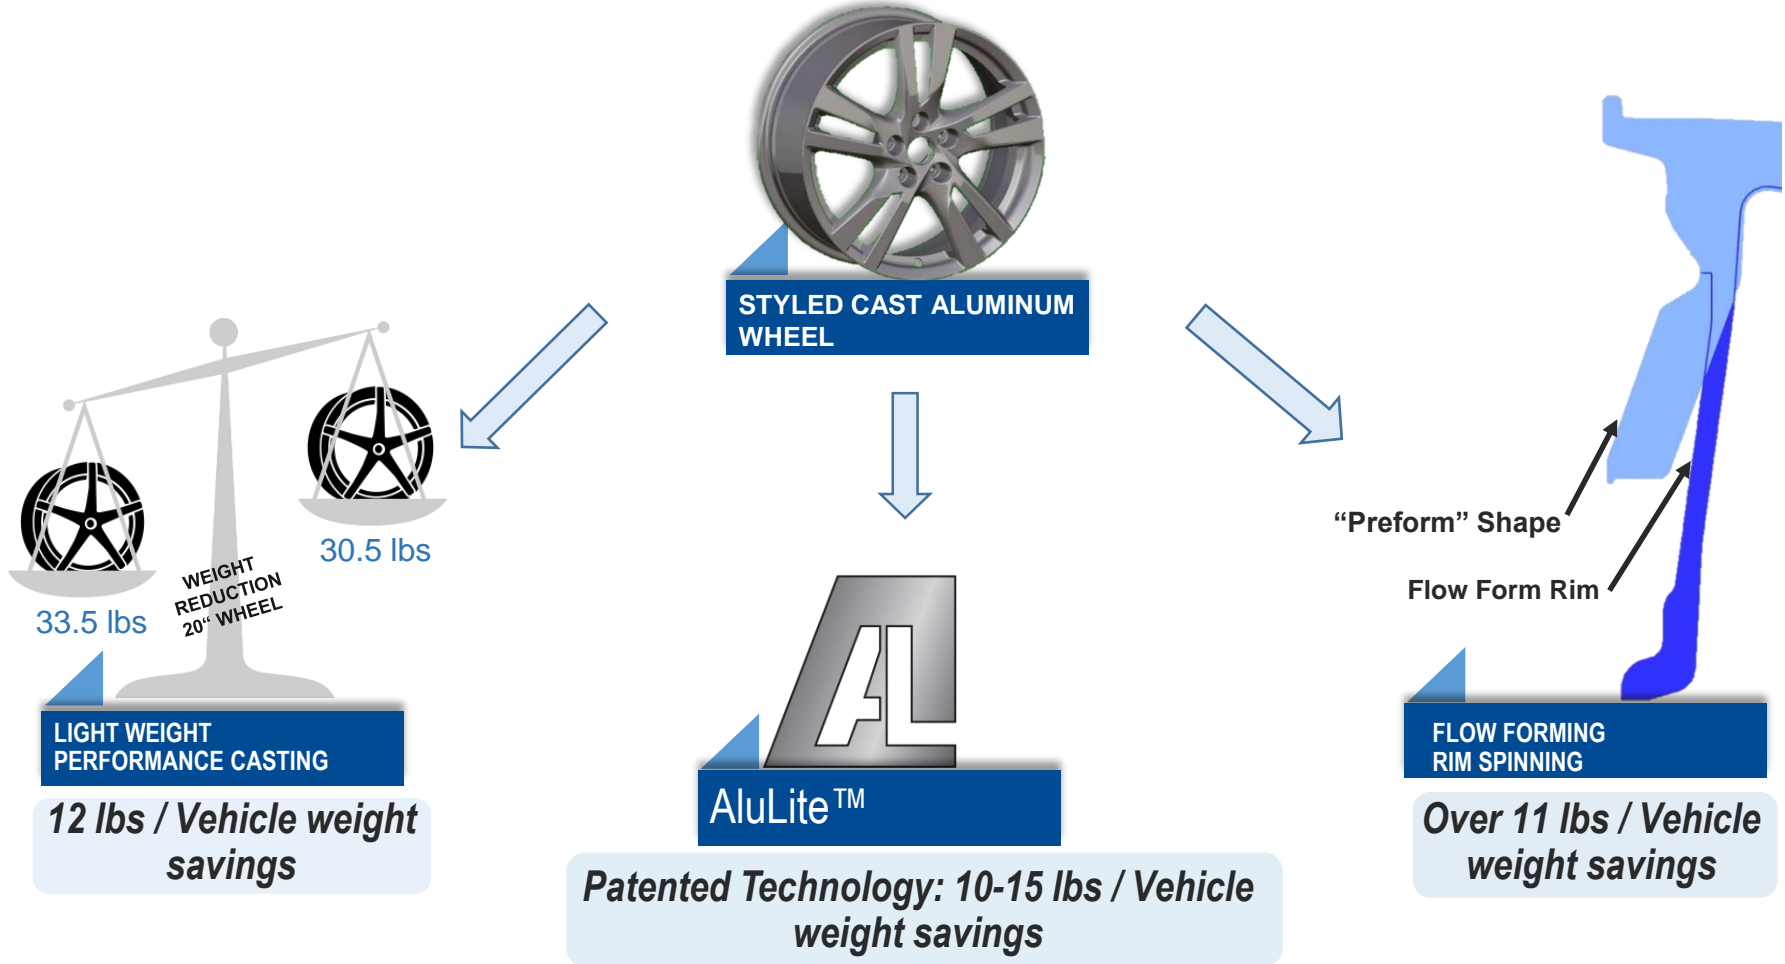 STYLED CAST ALUMINUM
WHEEL
30.5 lbs
33.5 lbs
WEIGHT
REDUCTION
20“ WHEEL
LIGHT WEIGHT
PERFORMANCE CASTING
12 lbs / Vehicle weight
savings
AL
AluLite™
Patented Technology: 10-15 lbs / Vehicle
weight savings
“Preform” Shape
Flow Form Rim
FLOW FORMING
RIM SPINNING
Over 11 lbs / Vehicle
weight savings